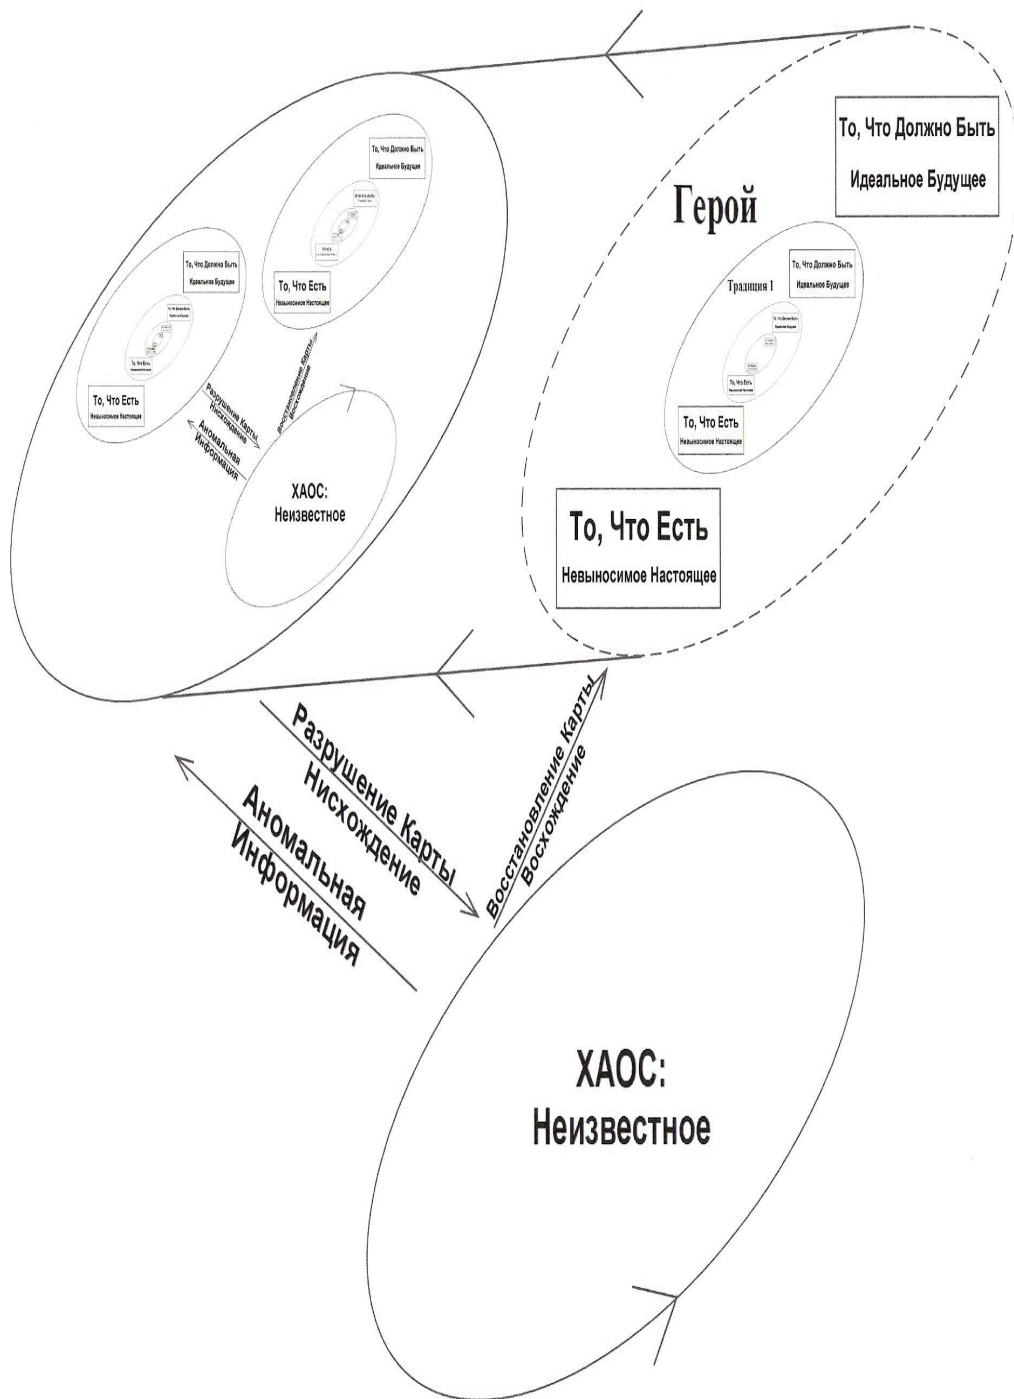 То, Что Должно Быть
Идеальное Будущее
Герой
То, Что Должно Быть
Идеальное Будущее
Традиция 1
То, Что Есть
Невыносимое Настоящее
То, Что Есть
Невыносимое Настоящее
То, Что Должно Быть
Идеальное Будущее
То, Что Есть
Невыносимое Настоящее
То, Что Должно Быть
Идеальное Будущее
То, Что Есть
Невыносимое Настоящее
Разрушение Карты
Нисхождение
Аномальная
Информация
Восстановление Карты
Восхождение
ХАОС:
Неизвестное
Разрушение Карты
Нисхождение
Аномальная
Информация
Восстановление Карты
Восхождение
ХАОС:
Неизвестное